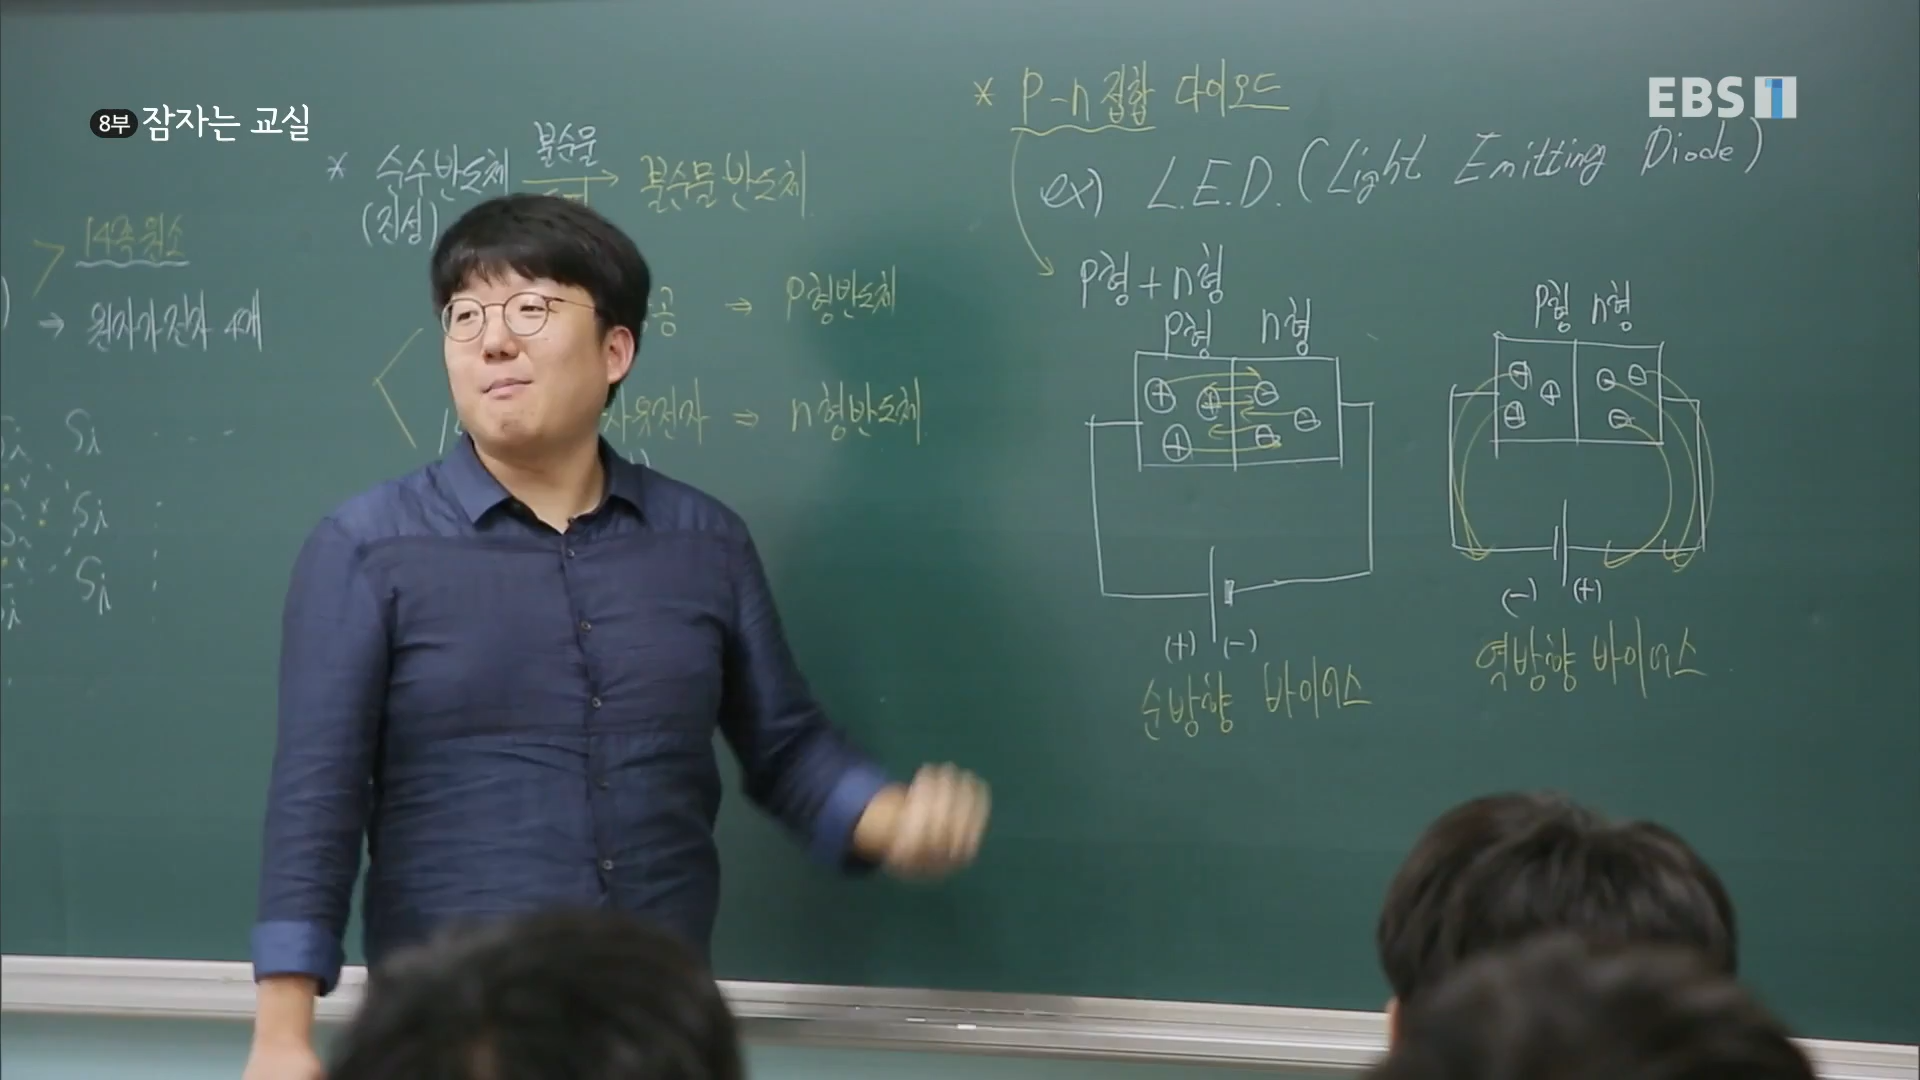 8부 잠자는 교실
EBS 1
14족 원소
→ 원자가전자 4개
Si
Si
Si
* 순수반도체 불순물 → 불순물 반도체
(진성)
공 ⇒ P형반도체
자유전자 ⇒ n형반도체
* P-n 접합 다이오드
ex) L.E.D. (Light Emitting Diode)
P형 + n형
P형 n형
(+) (-)
순방향 바이어스
P형 n형
(-) (+)
역방향 바이어스